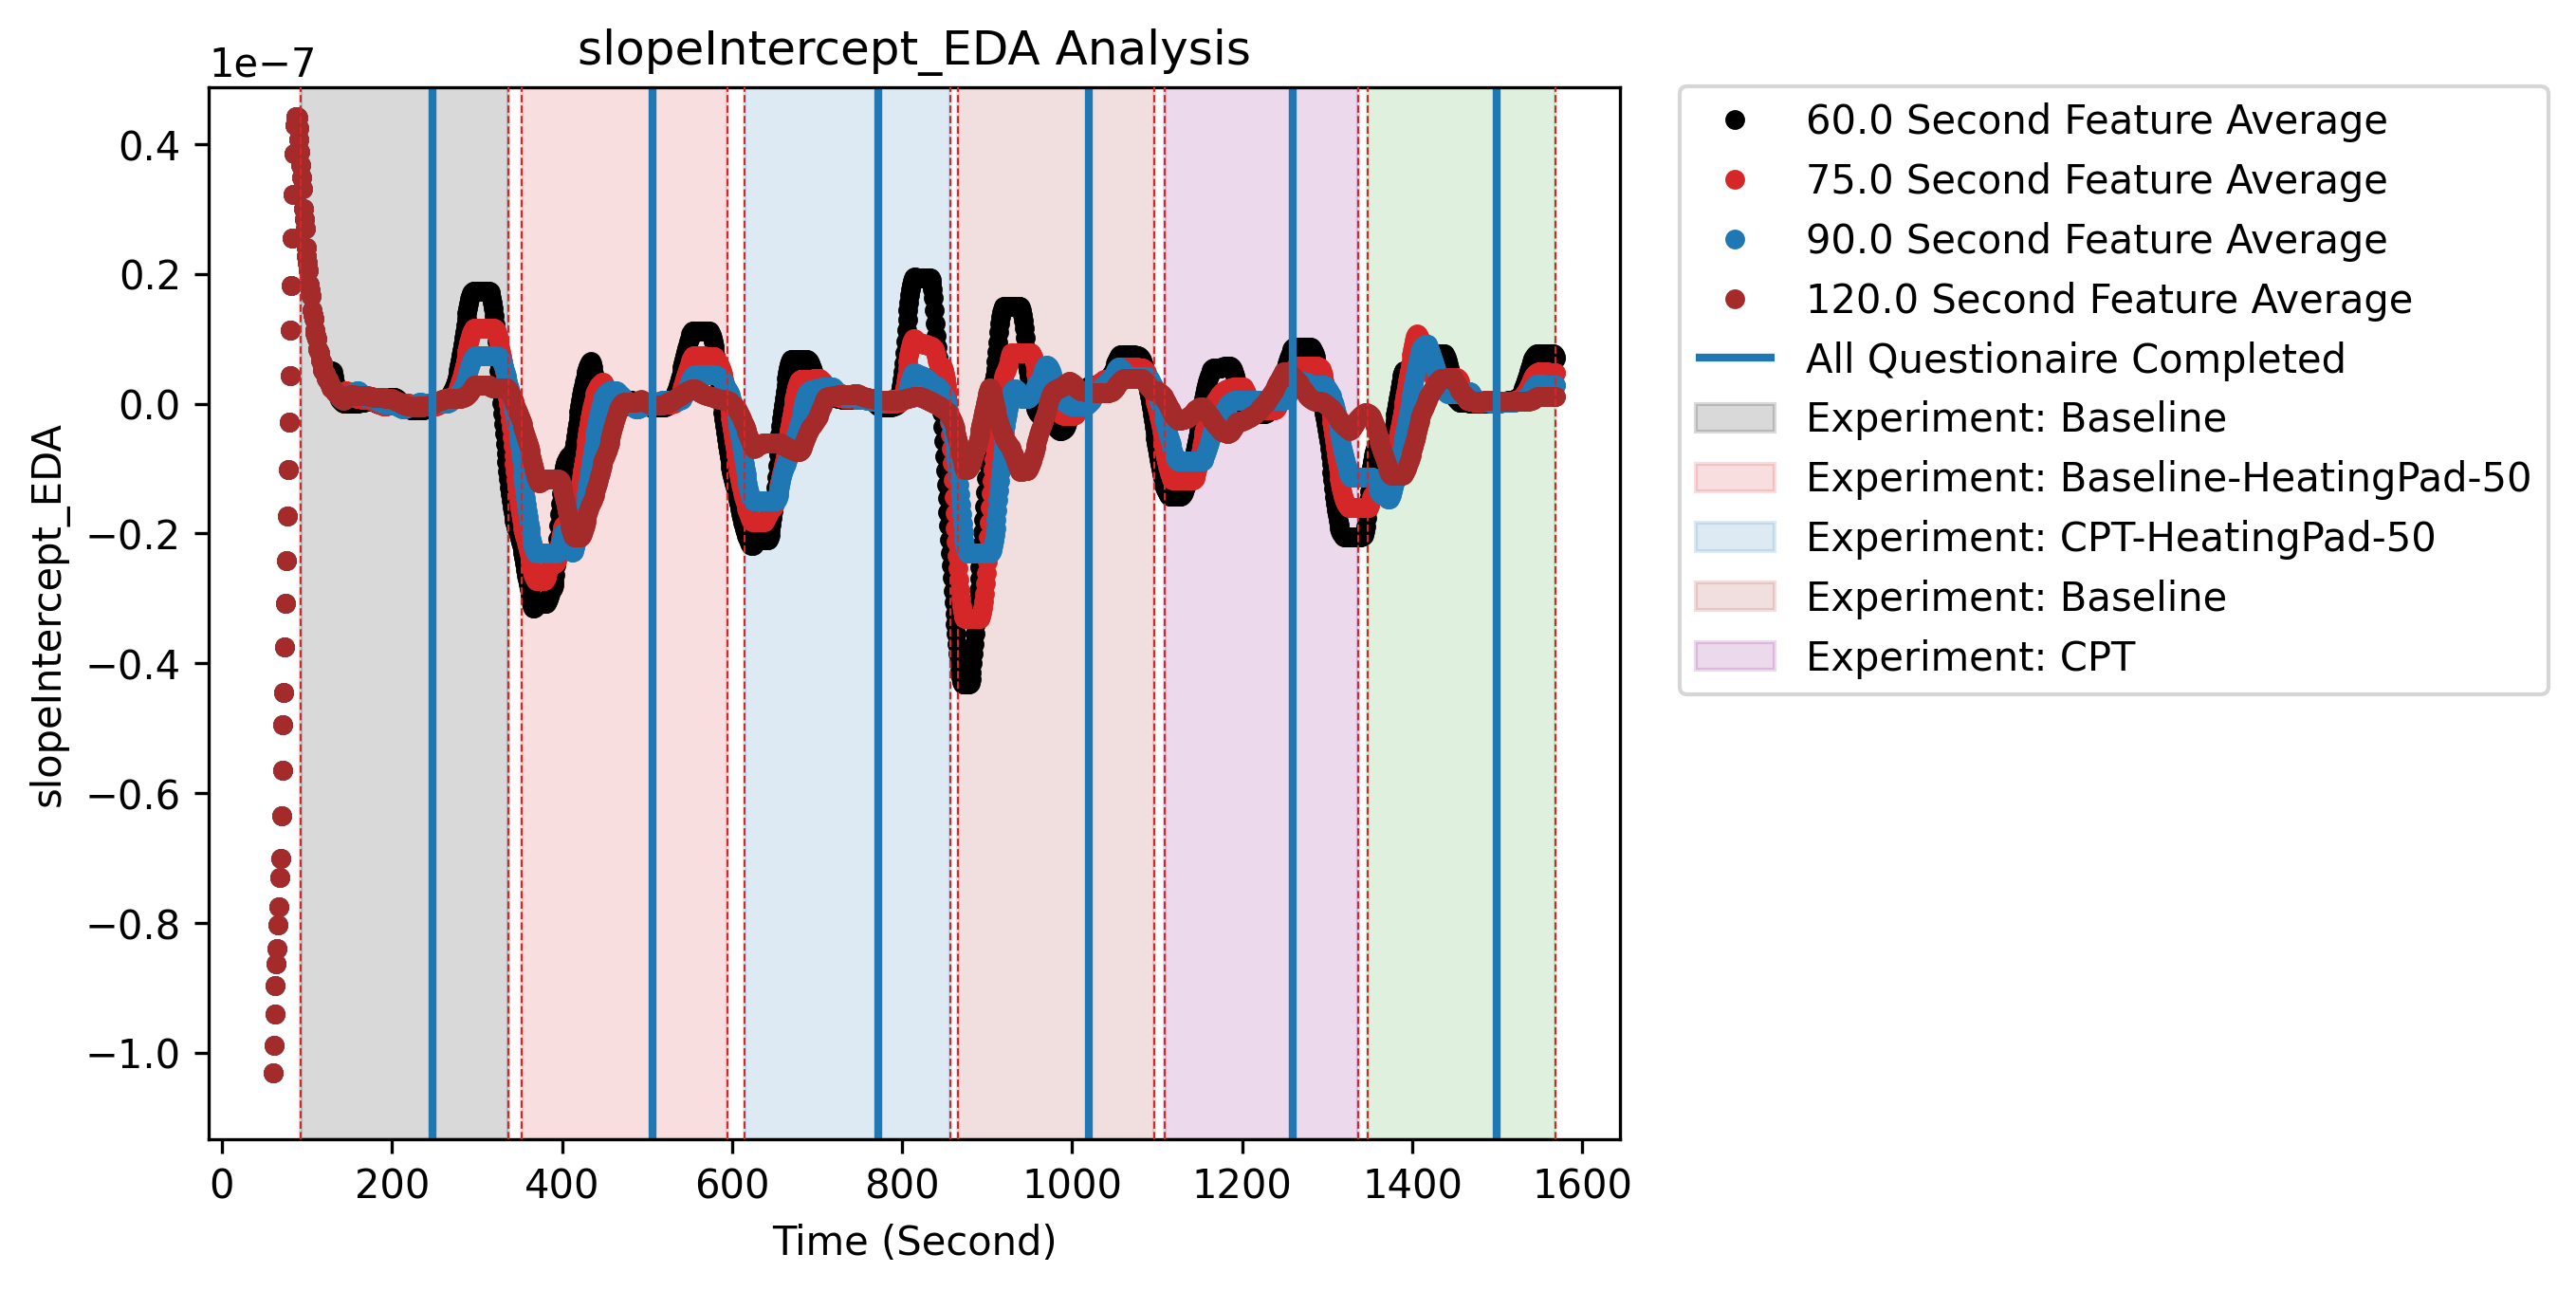 slopeIntercept_EDA Analysis
1e−7
0.4
0.2
0.0
−0.2
−0.4
−0.6
−0.8
−1.0
slopeIntercept_EDA
0 200 400 600 800 1000 1200 1400 1600
Time (Second)
60.0 Second Feature Average
75.0 Second Feature Average
90.0 Second Feature Average
120.0 Second Feature Average
All Questionaire Completed
Experiment: Baseline
Experiment: Baseline-HeatingPad-50
Experiment: CPT-HeatingPad-50
Experiment: Baseline
Experiment: CPT